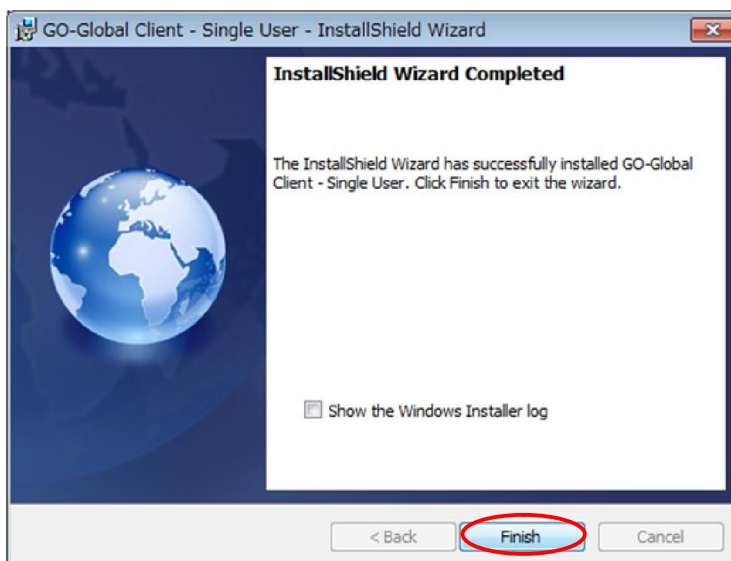 GO-Global Client - Single User - InstallShield Wizard
InstallShield Wizard Completed
The InstallShield Wizard has successfully installed GO-Global
Client - Single User. Click Finish to exit the wizard.
Show the Windows Installer log
< Back Finish Cancel